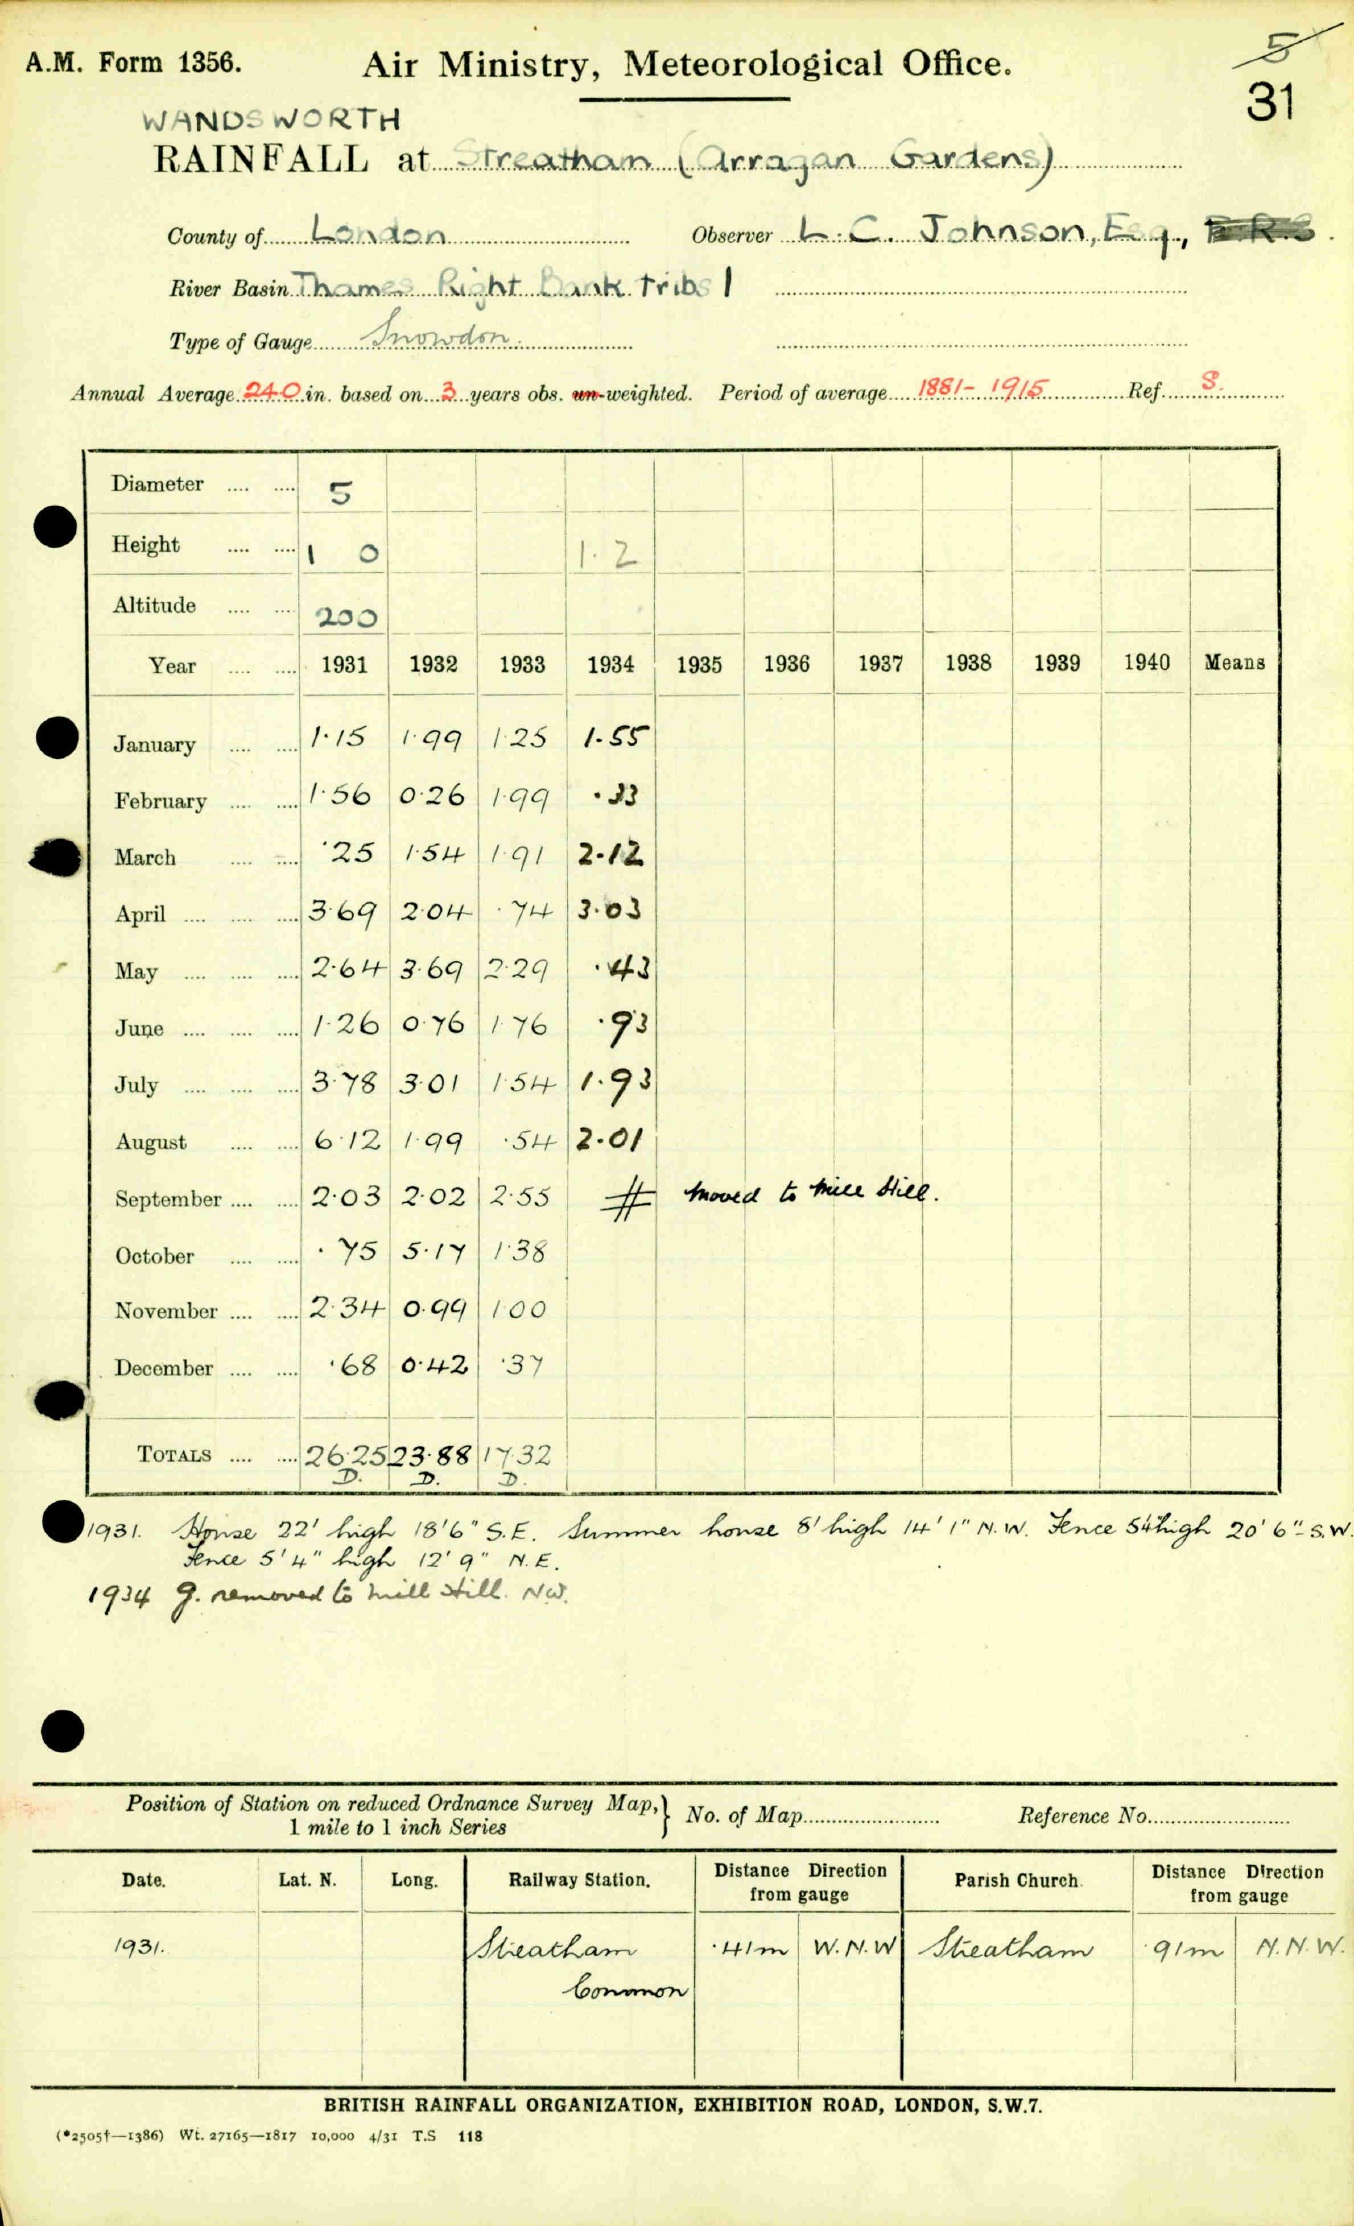 A.M. Form 1356. Air Ministry, Meteorological Office. 5
31
WANDSWORTH
RAINFALL at Streatham (Arragan Gardens)
County of London Observer L. C. Johnson, Esq.,
River Basin Thames Right Bank tribs 1
Type of Gauge Snowdon.
Annual Average 24.0 in. based on 3 years obs. un-weighted. Period of average 1881-1915 Ref. S.
Diameter .... .... 5
Height .... .... 1 0 1.2
Altitude .... .... 200
Year .... .... 1931 1932 1933 1934 1935 1936 1937 1938 1939 1940 Means
January .... .... 1.15 1.99 1.25 1.55
February .... .... 1.56 0.26 1.99 .33
March .... .... .25 1.54 1.91 2.12
April .... .... .... 3.69 2.04 .74 3.03
May .... .... .... 2.64 3.69 2.29 .43
June .... .... .... 1.26 0.76 1.76 .93
July .... .... .... 3.78 3.01 1.54 1.93
August .... .... 6.12 1.99 .54 2.01
September .... .... 2.03 2.02 2.55 # moved to Mill Hill.
October .... .... .75 5.17 1.38
November .... .... 2.34 0.99 1.00
December .... .... .68 0.42 .37
TOTALS .... .... 26.25 23.88 17.32
D. D. D.
1931. House 22' high 18'6" S.E. Summer house 8' high 14'1" N.W. Fence 5'4" high 20'6" S.W.
Fence 5'4" high 12'9" N.E.
1934 g. removed to Mill Hill. N.W.
Position of Station on reduced Ordnance Survey Map, } No. of Map Reference No.
1 mile to 1 inch Series
Date. Lat. N. Long. Railway Station. Distance Direction from gauge Parish Church. Distance Direction from gauge
1931. Streatham .41m W.N.W Streatham .91m N.N.W.
Common
BRITISH RAINFALL ORGANIZATION, EXHIBITION ROAD, LONDON, S.W.7.
(*2505†—1386) Wt. 27165—1817 10,000 4/31 T.S 118